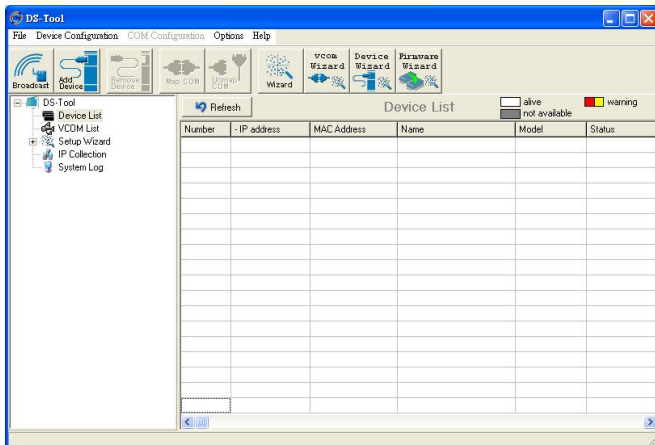 DS-Tool
File Device Configuration COM Configuration Options Help
Broadcast
Add Device
Remove Device
Map COM
Unmap COM
Wizard
vcom Wizard
Device Wizard
Firmware Wizard
DS-Tool
Device List
VCOM List
Setup Wizard
IP Collection
System Log
Refresh
Device List
alive
warning
not available
Number - IP address MAC Address Name Model Status